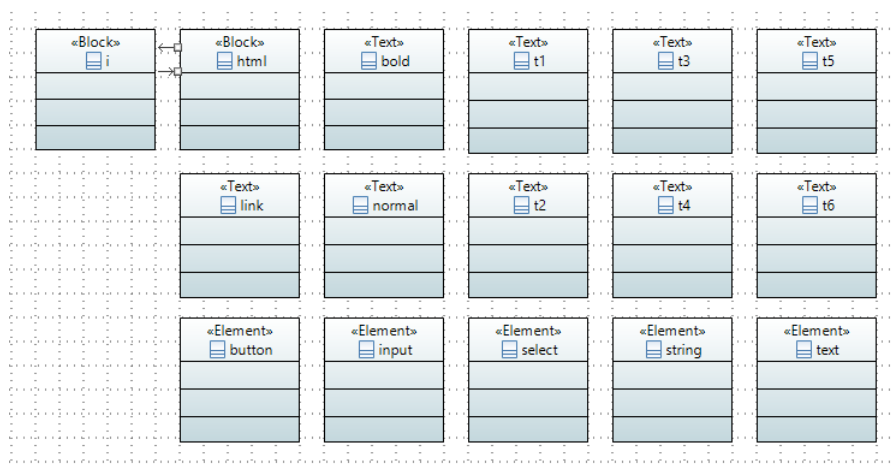 «Block»
i
«Block»
html
«Text»
bold
«Text»
t1
«Text»
t3
«Text»
t5
«Text»
link
«Text»
normal
«Text»
t2
«Text»
t4
«Text»
t6
«Element»
button
«Element»
input
«Element»
select
«Element»
string
«Element»
text